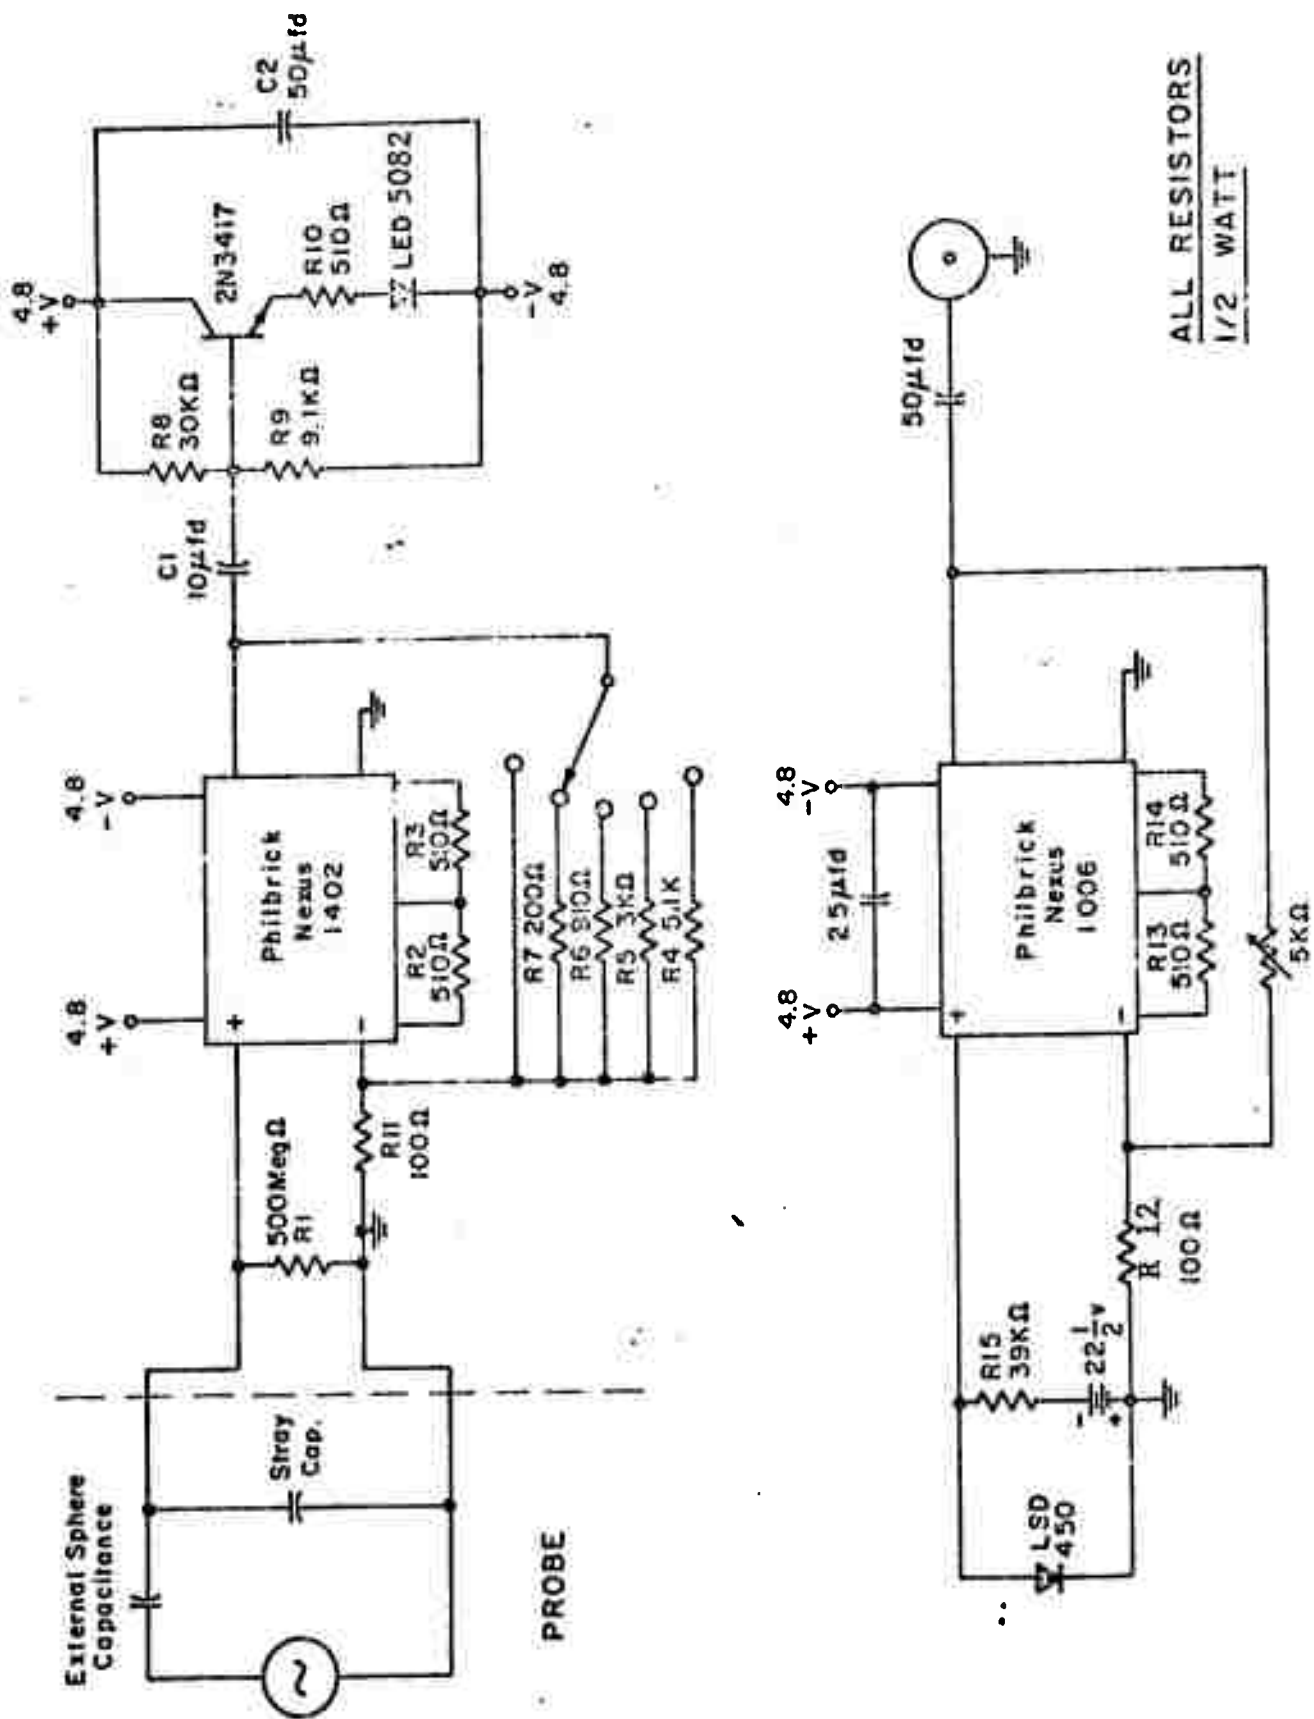 External Sphere
Capacitance
Stray
Cap.
PROBE
500MegΩ
R1
R11
100Ω
4.8
+V
4.8
-V
+
-
Philbrick
Nexus
1402
R2
510Ω
R3
510Ω
R7 200Ω
R6 910Ω
R5 3KΩ
R4 5.1K
C1
10µfd
R8
30KΩ
R9
9.1KΩ
4.8
+V
2N3417
R10
510Ω
LED 5082
-V
4.8
C2
50µfd
LSD
450
R15
39KΩ
-
22 1/2 v
+
R 12
100Ω
4.8
+V
4.8
-V
25µfd
+
-
Philbrick
Nexus
1006
R13
510Ω
R14
510Ω
5KΩ
50µfd
ALL RESISTORS
1/2 WATT